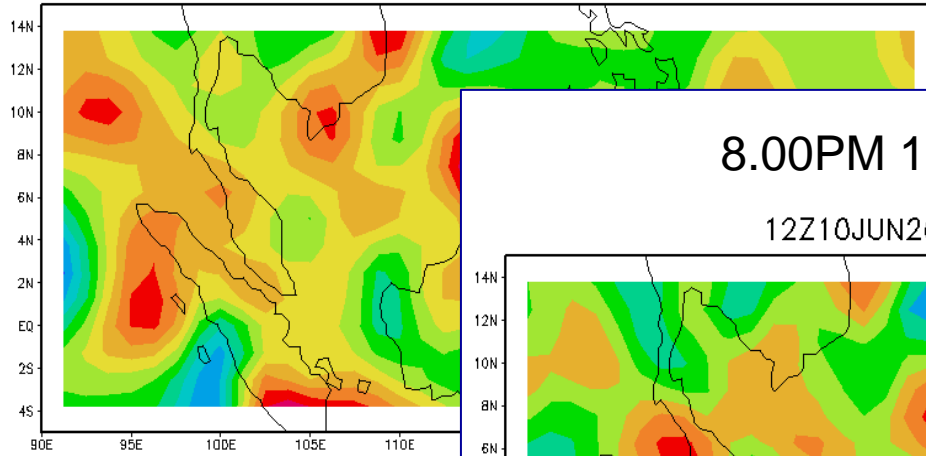 14N
12N
10N
8N
6N
4N
2N
EQ
2S
4S
90E 95E 100E 105E 110E
8.00PM 1
12Z10JUN2
14N
12N
10N
8N
6N